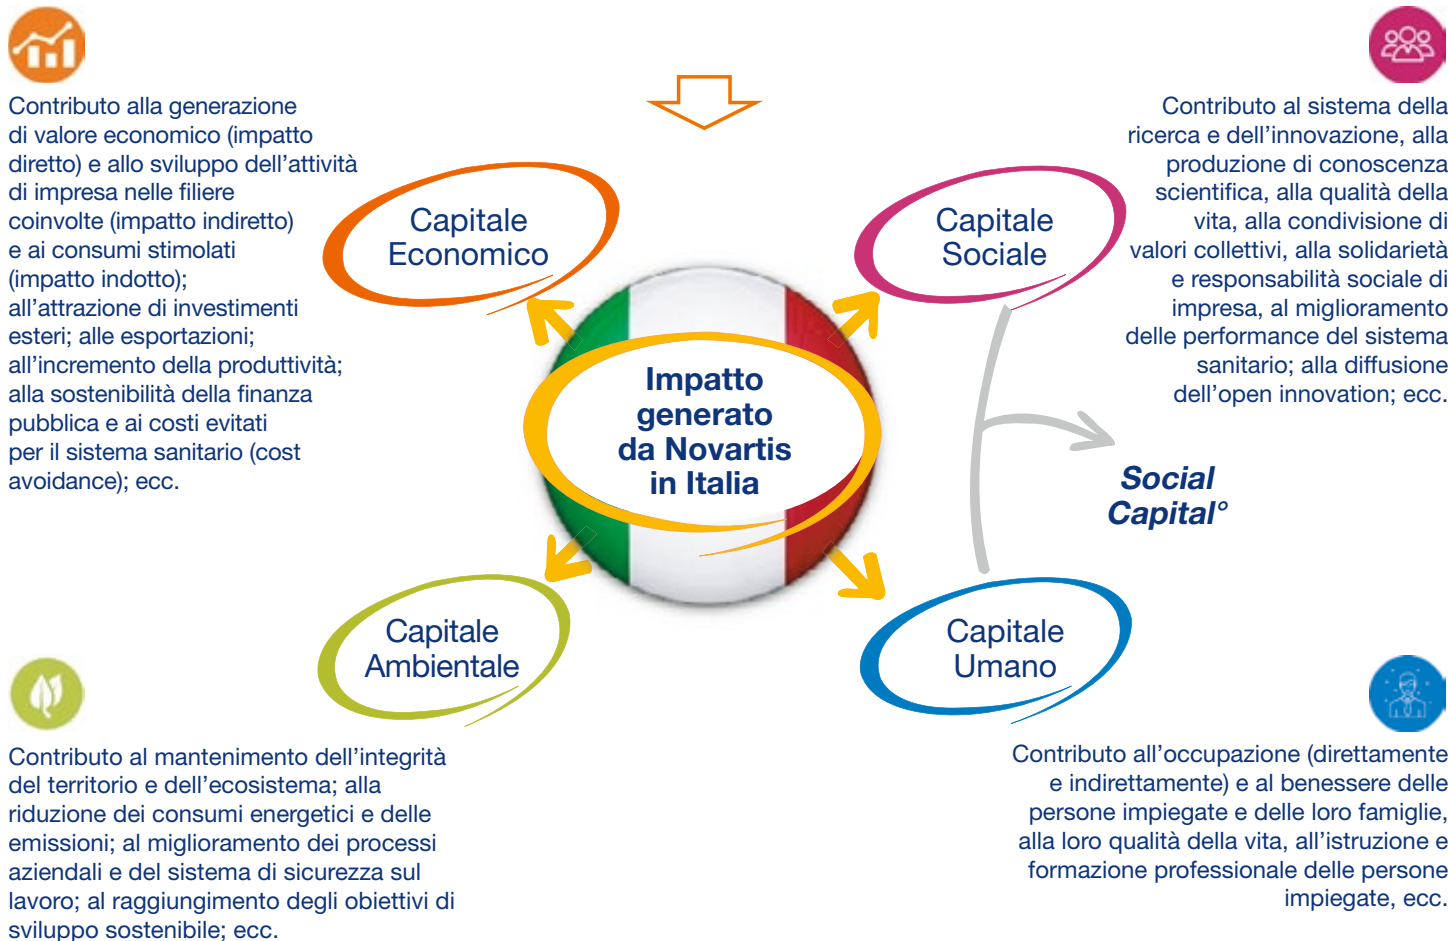 Contributo alla generazione
di valore economico (impatto
diretto) e allo sviluppo dell'attività
di impresa nelle filiere
coinvolte (impatto indiretto)
e ai consumi stimolati
(impatto indotto);
all'attrazione di investimenti
esteri; alle esportazioni;
all'incremento della produttività;
alla sostenibilità della finanza
pubblica e ai costi evitati
per il sistema sanitario (cost
avoidance); ecc.
Capitale
Economico
Capitale
Sociale
Contributo al sistema della
ricerca e dell'innovazione, alla
produzione di conoscenza
scientifica, alla qualità della
vita, alla condivisione di
valori collettivi, alla solidarietà
e responsabilità sociale di
impresa, al miglioramento
delle performance del sistema
sanitario; alla diffusione
dell'open innovation; ecc.
Impatto
generato
da Novartis
in Italia
Social
Capital°
Capitale
Ambientale
Capitale
Umano
Contributo al mantenimento dell'integrità
del territorio e dell'ecosistema; alla
riduzione dei consumi energetici e delle
emissioni; al miglioramento dei processi
aziendali e del sistema di sicurezza sul
lavoro; al raggiungimento degli obiettivi di
sviluppo sostenibile; ecc.
Contributo all'occupazione (direttamente
e indirettamente) e al benessere delle
persone impiegate e delle loro famiglie,
alla loro qualità della vita, all'istruzione e
formazione professionale delle persone
impiegate, ecc.